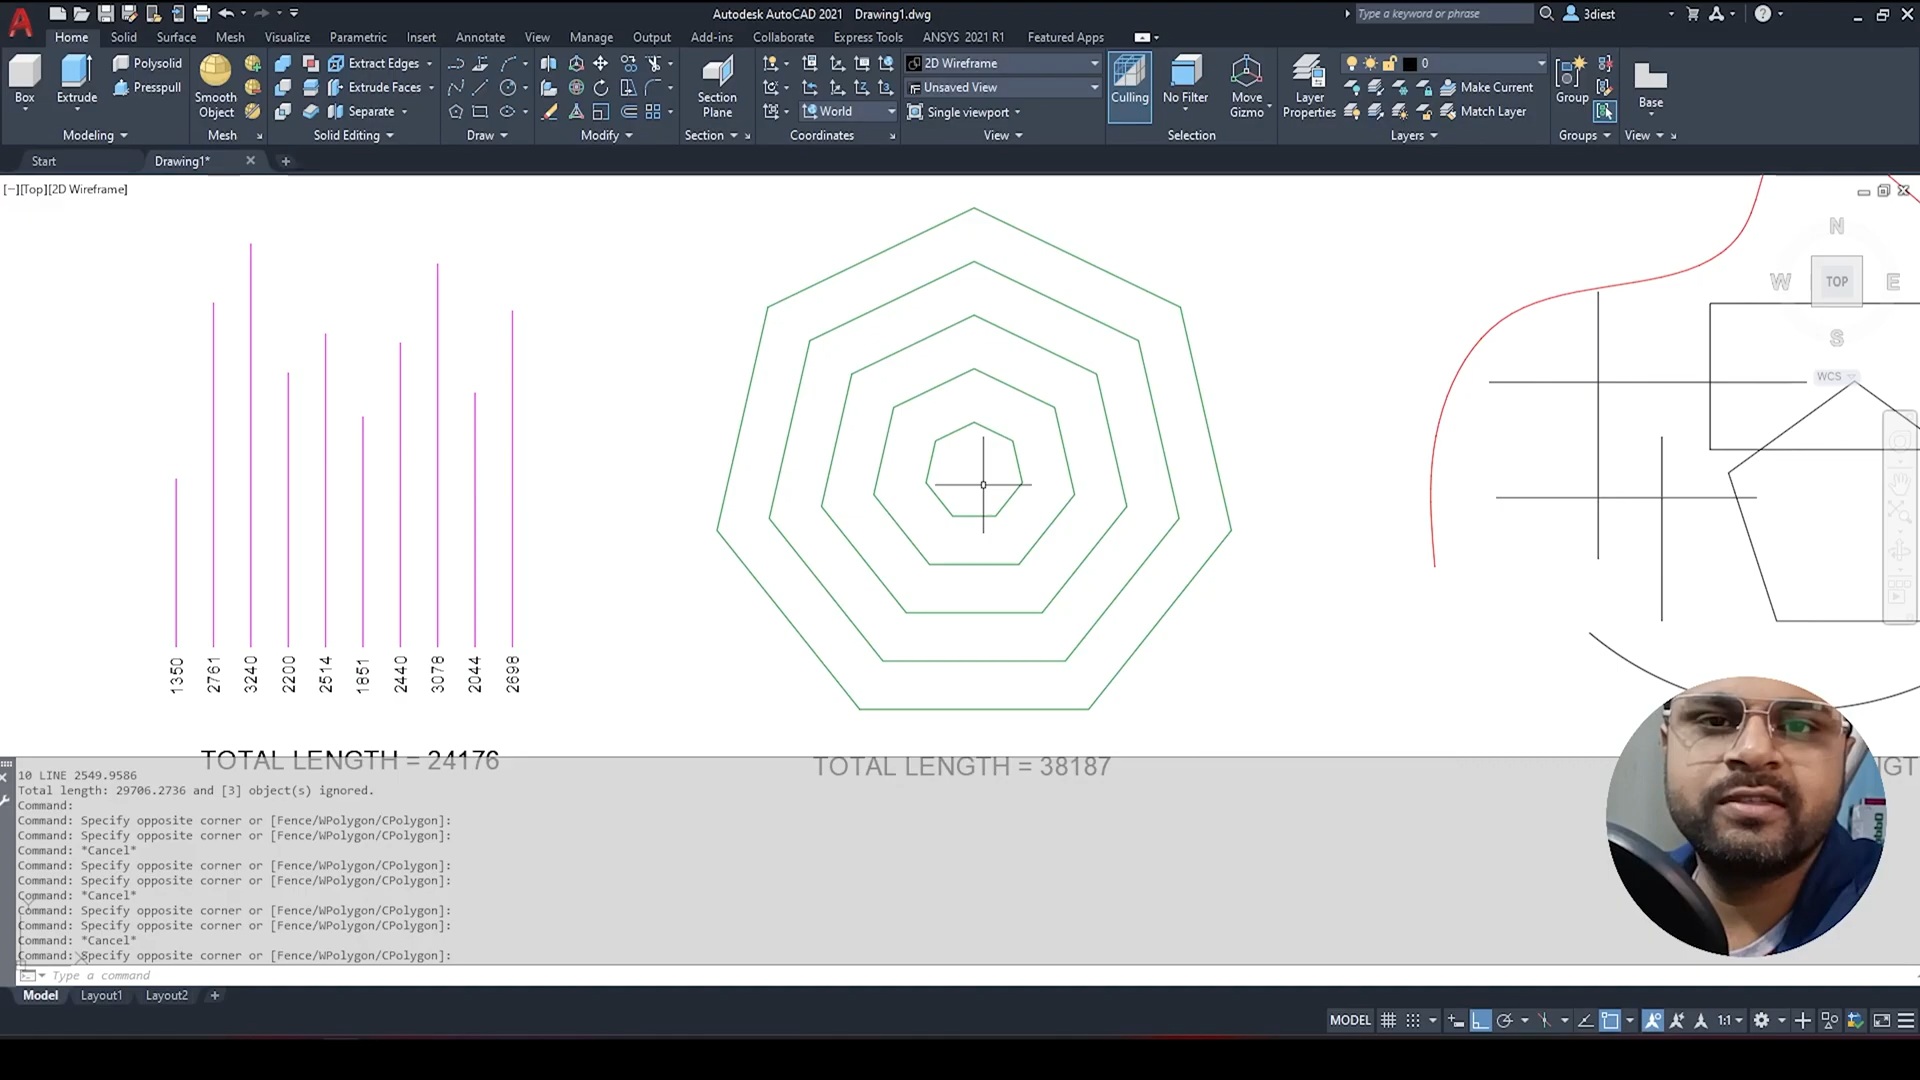 Autodesk AutoCAD 2021 Drawing1.dwg
Type a keyword or phrase
3diest
Home Solid Surface Mesh Visualize Parametric Insert Annotate View Manage Output Add-ins Collaborate Express Tools ANSYS 2021 R1 Featured Apps
Box
Extrude
Polysolid
Presspull
Modeling
Smooth
Object
Mesh
Extract Edges
Extrude Faces
Separate
Solid Editing
Draw
Modify
Section
Plane
Section
World
Coordinates
2D Wireframe
Unsaved View
Single viewport
View
Culling
No Filter
Move
Gizmo
Selection
Layer
Properties
0
Make Current
Match Layer
Layers
Group
Groups
Base
View
Start
Drawing1*
[−][Top][2D Wireframe]
N
W
TOP
E
S
WCS
1350
2761
3240
2200
2514
1851
2440
3078
2044
2698
TOTAL LENGTH = 24176
TOTAL LENGTH = 38187
10 LINE 2549.9586
Total length: 29706.2736 and [3] object(s) ignored.
Command:
Command: Specify opposite corner or [Fence/WPolygon/CPolygon]:
Command: Specify opposite corner or [Fence/WPolygon/CPolygon]:
Command: *Cancel*
Command: Specify opposite corner or [Fence/WPolygon/CPolygon]:
Command: Specify opposite corner or [Fence/WPolygon/CPolygon]:
Command: *Cancel*
Command: Specify opposite corner or [Fence/WPolygon/CPolygon]:
Command: Specify opposite corner or [Fence/WPolygon/CPolygon]:
Command: *Cancel*
Command: Specify opposite corner or [Fence/WPolygon/CPolygon]:
Type a command
Model Layout1 Layout2
MODEL
1:1